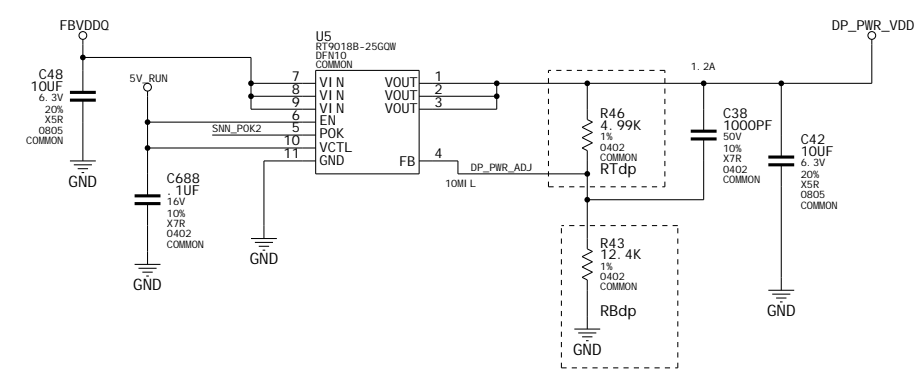 FBVDDQ
DP_PWR_VDD
U5
RT9018B-25GQW
DFN10
COMMON
C48
10UF
6.3V
20%
X5R
0805
COMMON
GND
5V_RUN
C688
.1UF
16V
10%
X7R
0402
COMMON
GND
SNN_POK2
7 VIN VOUT 1
8 VIN VOUT 2
9 VIN VOUT 3
6 EN
5 POK
10 VCTL
11 GND FB 4
GND
DP_PWR_ADJ
10MIL
1.2A
R46
4.99K
1%
0402
COMMON
RTdp
C38
1000PF
50V
10%
X7R
0402
COMMON
C42
10UF
6.3V
20%
X5R
0805
COMMON
GND
R43
12.4K
1%
0402
COMMON
RBdp
GND